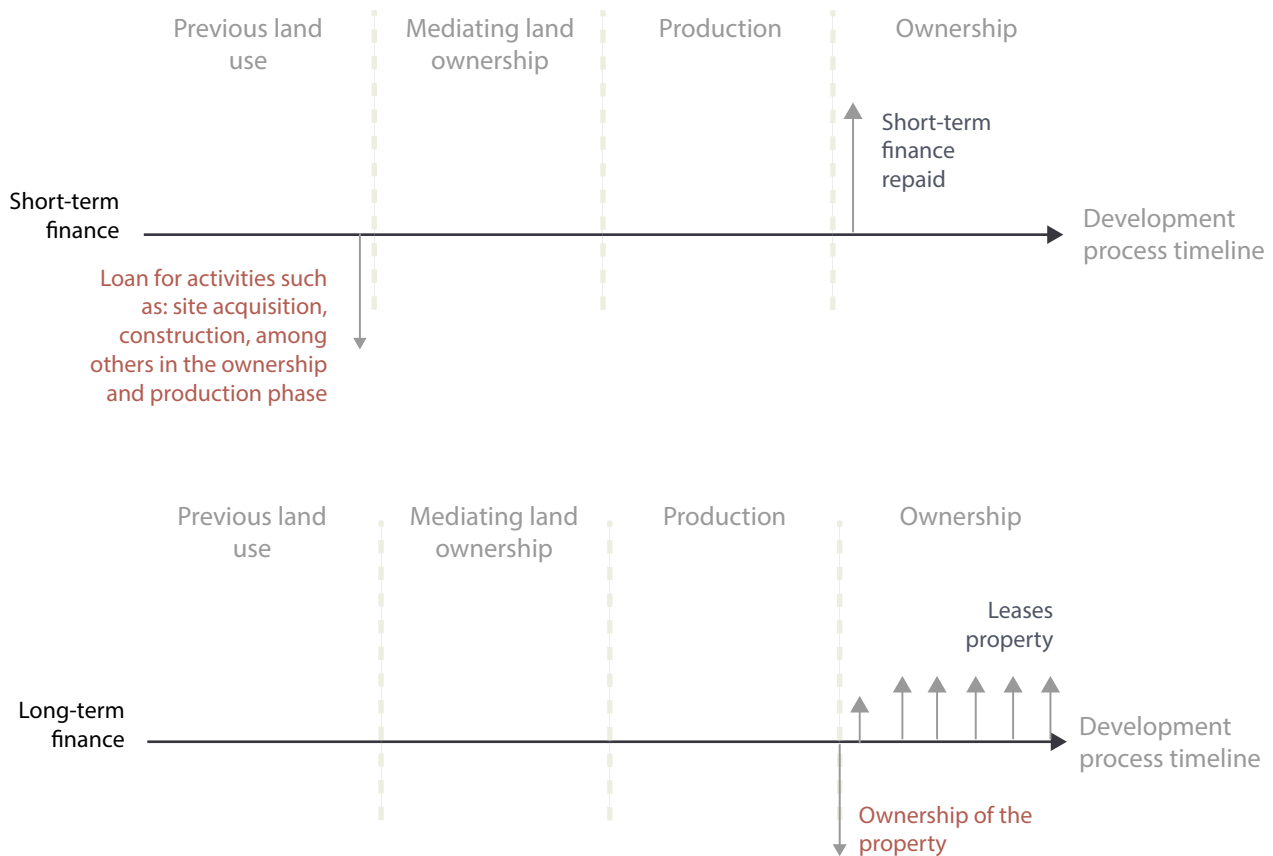 Previous land
use
Mediating land
ownership
Production
Ownership
Short-term
finance
repaid
Short-term
finance
Development
process timeline
Loan for activities such
as: site acquisition,
construction, among
others in the ownership
and production phase
Previous land
use
Mediating land
ownership
Production
Ownership
Leases
property
Long-term
finance
Development
process timeline
Ownership of the
property